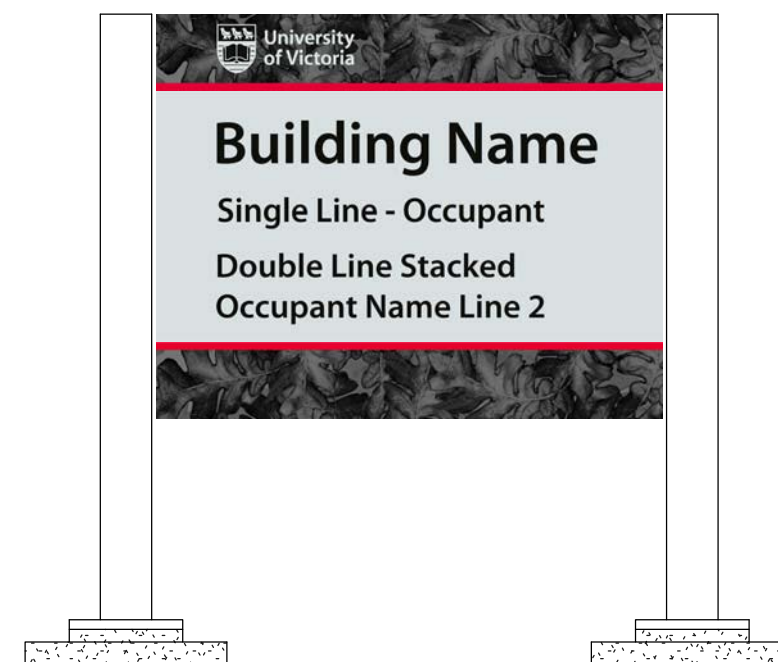 University
of Victoria
Building Name
Single Line - Occupant
Double Line Stacked
Occupant Name Line 2